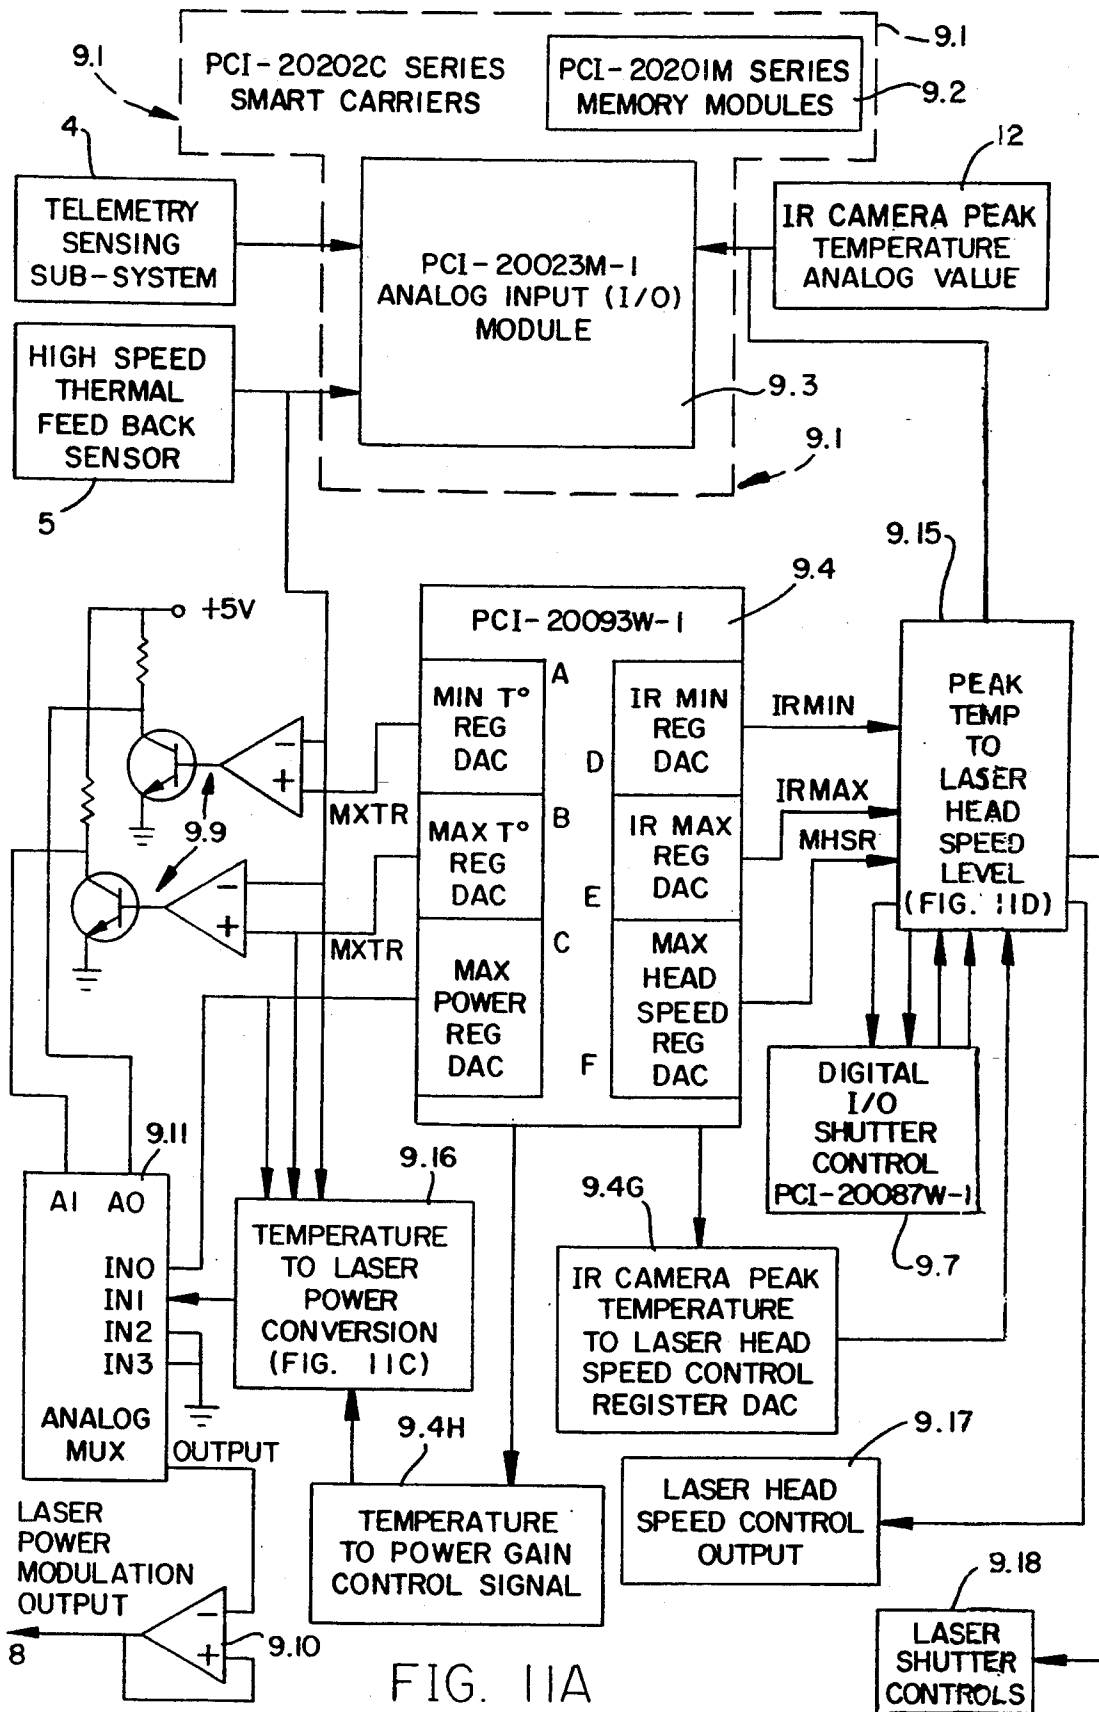 9.1
PCI-20202C SERIES
SMART CARRIERS
PCI-20201M SERIES
MEMORY MODULES
9.1
9.2
4
TELEMETRY
SENSING
SUB-SYSTEM
PCI-20023M-1
ANALOG INPUT (I/O)
MODULE
12
IR CAMERA PEAK
TEMPERATURE
ANALOG VALUE
HIGH SPEED
THERMAL
FEED BACK
SENSOR
5
9.3
9.1
9.15
9.4
+5V
PCI-20093W-1
A
MIN T°
REG
DAC
IR MIN
REG
DAC
D
IRMIN
PEAK
TEMP
TO
LASER
HEAD
SPEED
LEVEL
(FIG. 11D)
-
+
MXTR
9.9
B
MAX T°
REG
DAC
IR MAX
REG
DAC
E
IRMAX
MHSR
-
+
MXTR
C
MAX
POWER
REG
DAC
MAX
HEAD
SPEED
REG
DAC
F
DIGITAL
I/O
SHUTTER
CONTROL
PCI-20087W-1
9.7
9.11
A1 A0
IN0
IN1
IN2
IN3
ANALOG
MUX
OUTPUT
9.16
TEMPERATURE
TO LASER
POWER
CONVERSION
(FIG. 11C)
9.4G
IR CAMERA PEAK
TEMPERATURE
TO LASER HEAD
SPEED CONTROL
REGISTER DAC
9.4H
TEMPERATURE
TO POWER GAIN
CONTROL SIGNAL
9.17
LASER HEAD
SPEED CONTROL
OUTPUT
LASER
POWER
MODULATION
OUTPUT
-
+
9.10
8
9.18
LASER
SHUTTER
CONTROLS
FIG. 11A